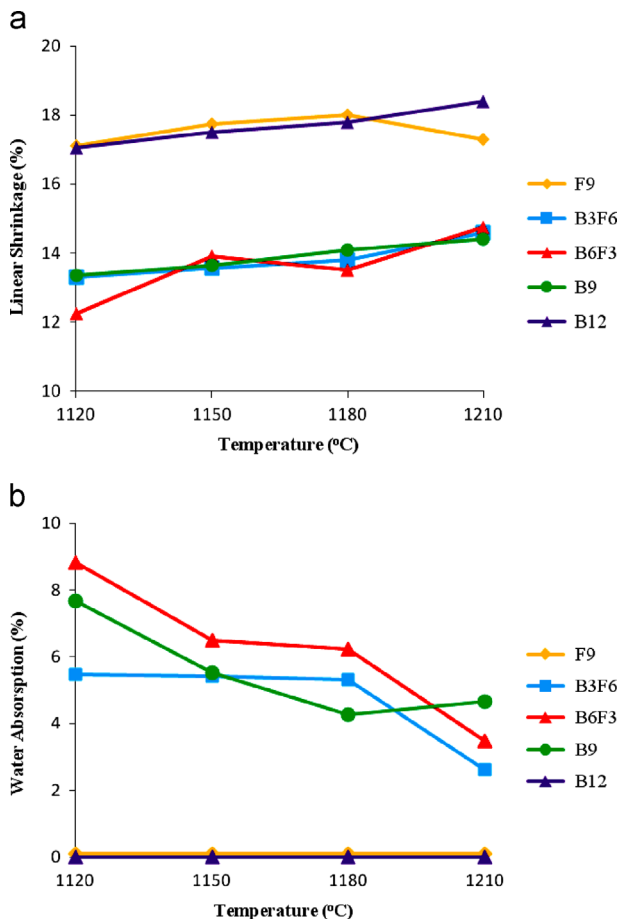 a
20
18
16
14
12
10
Linear Shrinkage (%)
1120 1150 1180 1210
Temperature (ºC)
F9
B3F6
B6F3
B9
B12
b
10
8
6
4
2
0
Water Absorsption (%)
1120 1150 1180 1210
Temperature (ºC)
F9
B3F6
B6F3
B9
B12